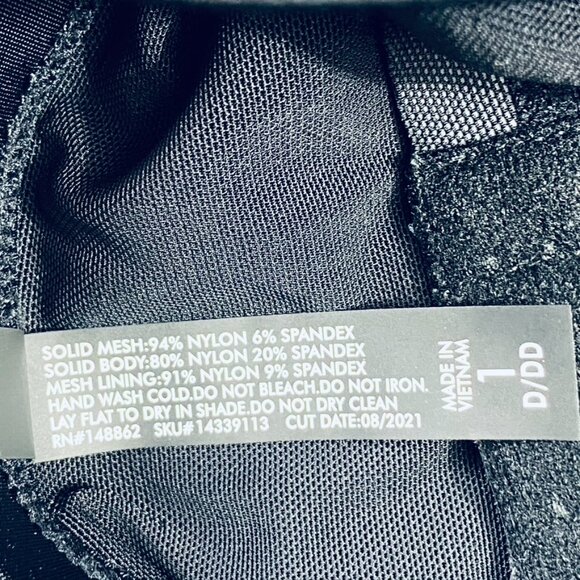 SOLID MESH:94% NYLON 6% SPANDEX
SOLID BODY:80% NYLON 20% SPANDEX
MESH LINING:91% NYLON 9% SPANDEX
HAND WASH COLD.DO NOT BLEACH.DO NOT IRON.
LAY FLAT TO DRY IN SHADE.DO NOT DRY CLEAN
RN#148862 SKU#14339113 CUT DATE:08/2021
MADE IN
VIETNAM
1
D/DD